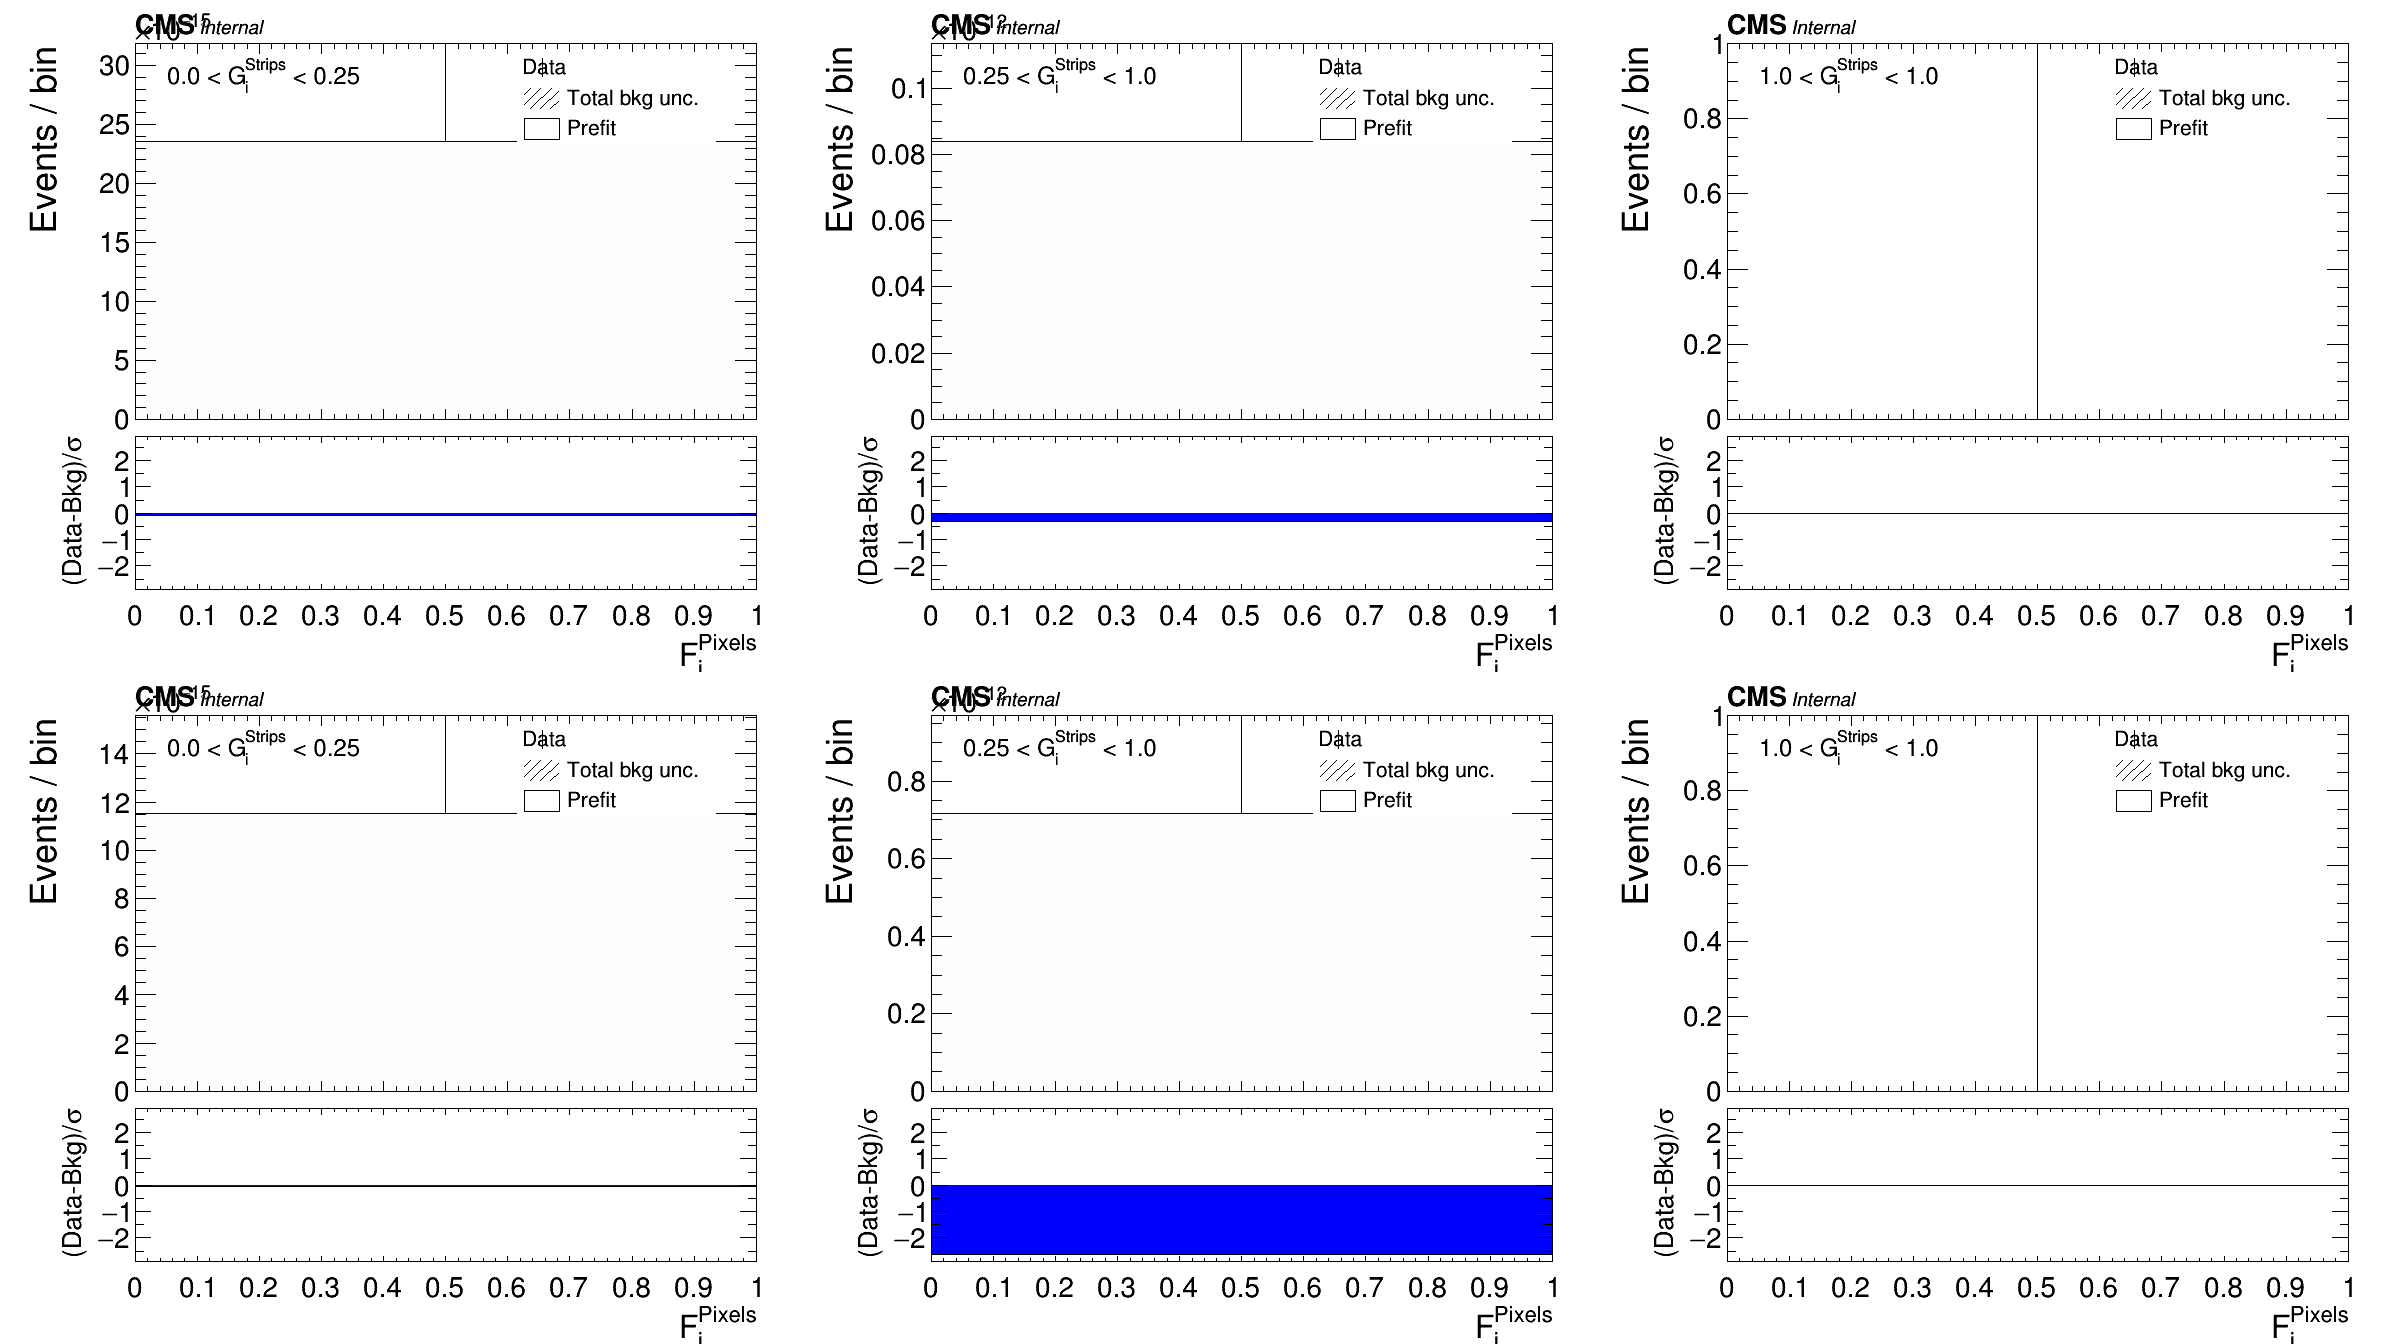 CMS Internal
Events / bin
0.0 < G_i^Strips < 0.25
Data
Total bkg unc.
Prefit
30
25
20
15
10
5
0
(Data-Bkg)/σ
2
1
0
−1
−2
0 0.1 0.2 0.3 0.4 0.5 0.6 0.7 0.8 0.9 1
F_i^Pixels
CMS Internal
Events / bin
0.25 < G_i^Strips < 1.0
Data
Total bkg unc.
Prefit
0.1
0.08
0.06
0.04
0.02
0
(Data-Bkg)/σ
2
1
0
−1
−2
0 0.1 0.2 0.3 0.4 0.5 0.6 0.7 0.8 0.9 1
F_i^Pixels
CMS Internal
Events / bin
1.0 < G_i^Strips < 1.0
Data
Total bkg unc.
Prefit
1
0.8
0.6
0.4
0.2
0
(Data-Bkg)/σ
2
1
0
−1
−2
0 0.1 0.2 0.3 0.4 0.5 0.6 0.7 0.8 0.9 1
F_i^Pixels
CMS Internal
Events / bin
0.0 < G_i^Strips < 0.25
Data
Total bkg unc.
Prefit
14
12
10
8
6
4
2
0
(Data-Bkg)/σ
2
1
0
−1
−2
0 0.1 0.2 0.3 0.4 0.5 0.6 0.7 0.8 0.9 1
F_i^Pixels
CMS Internal
Events / bin
0.25 < G_i^Strips < 1.0
Data
Total bkg unc.
Prefit
0.8
0.6
0.4
0.2
0
(Data-Bkg)/σ
2
1
0
−1
−2
0 0.1 0.2 0.3 0.4 0.5 0.6 0.7 0.8 0.9 1
F_i^Pixels
CMS Internal
Events / bin
1.0 < G_i^Strips < 1.0
Data
Total bkg unc.
Prefit
1
0.8
0.6
0.4
0.2
0
(Data-Bkg)/σ
2
1
0
−1
−2
0 0.1 0.2 0.3 0.4 0.5 0.6 0.7 0.8 0.9 1
F_i^Pixels